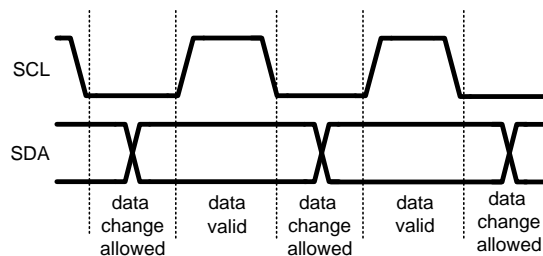 SCL
SDA
data
change
allowed
data
valid
data
change
allowed
data
valid
data
change
allowed